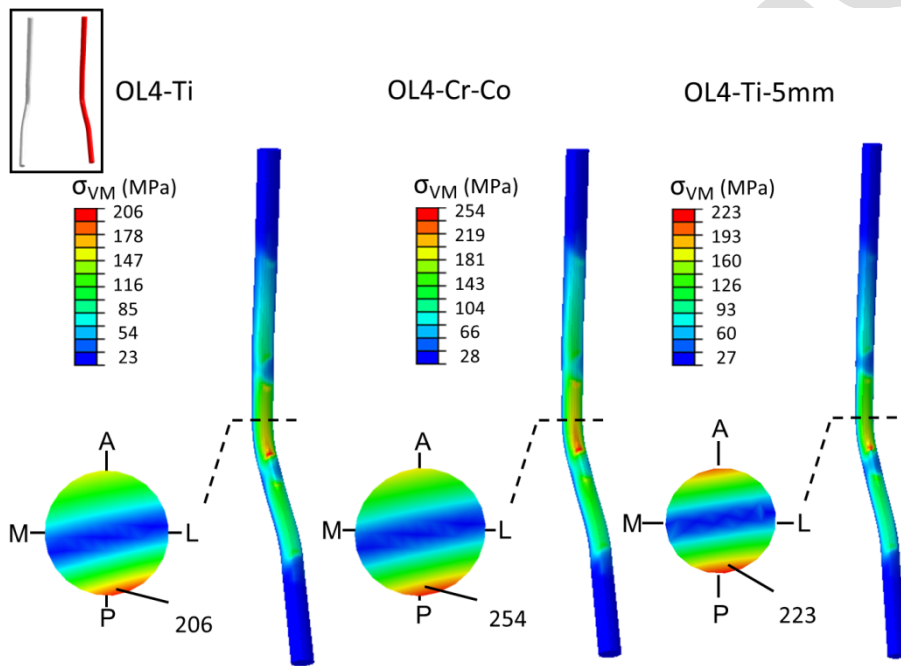 OL4-Ti
OL4-Cr-Co
OL4-Ti-5mm
σVM (MPa)
206
178
147
116
85
54
23
σVM (MPa)
254
219
181
143
104
66
28
σVM (MPa)
223
193
160
126
93
60
27
A
M
L
P
206
A
M
L
P
254
A
M
L
P
223